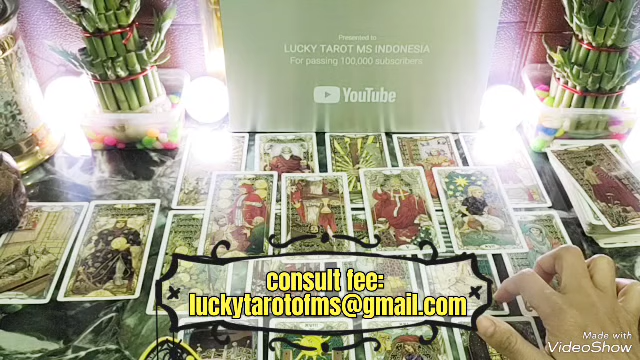 Presented to
LUCKY TAROT MS INDONESIA
For passing 100,000 subscribers
YouTube
consult fee:
luckytarotofms@gmail.com
Made with
VideoShow